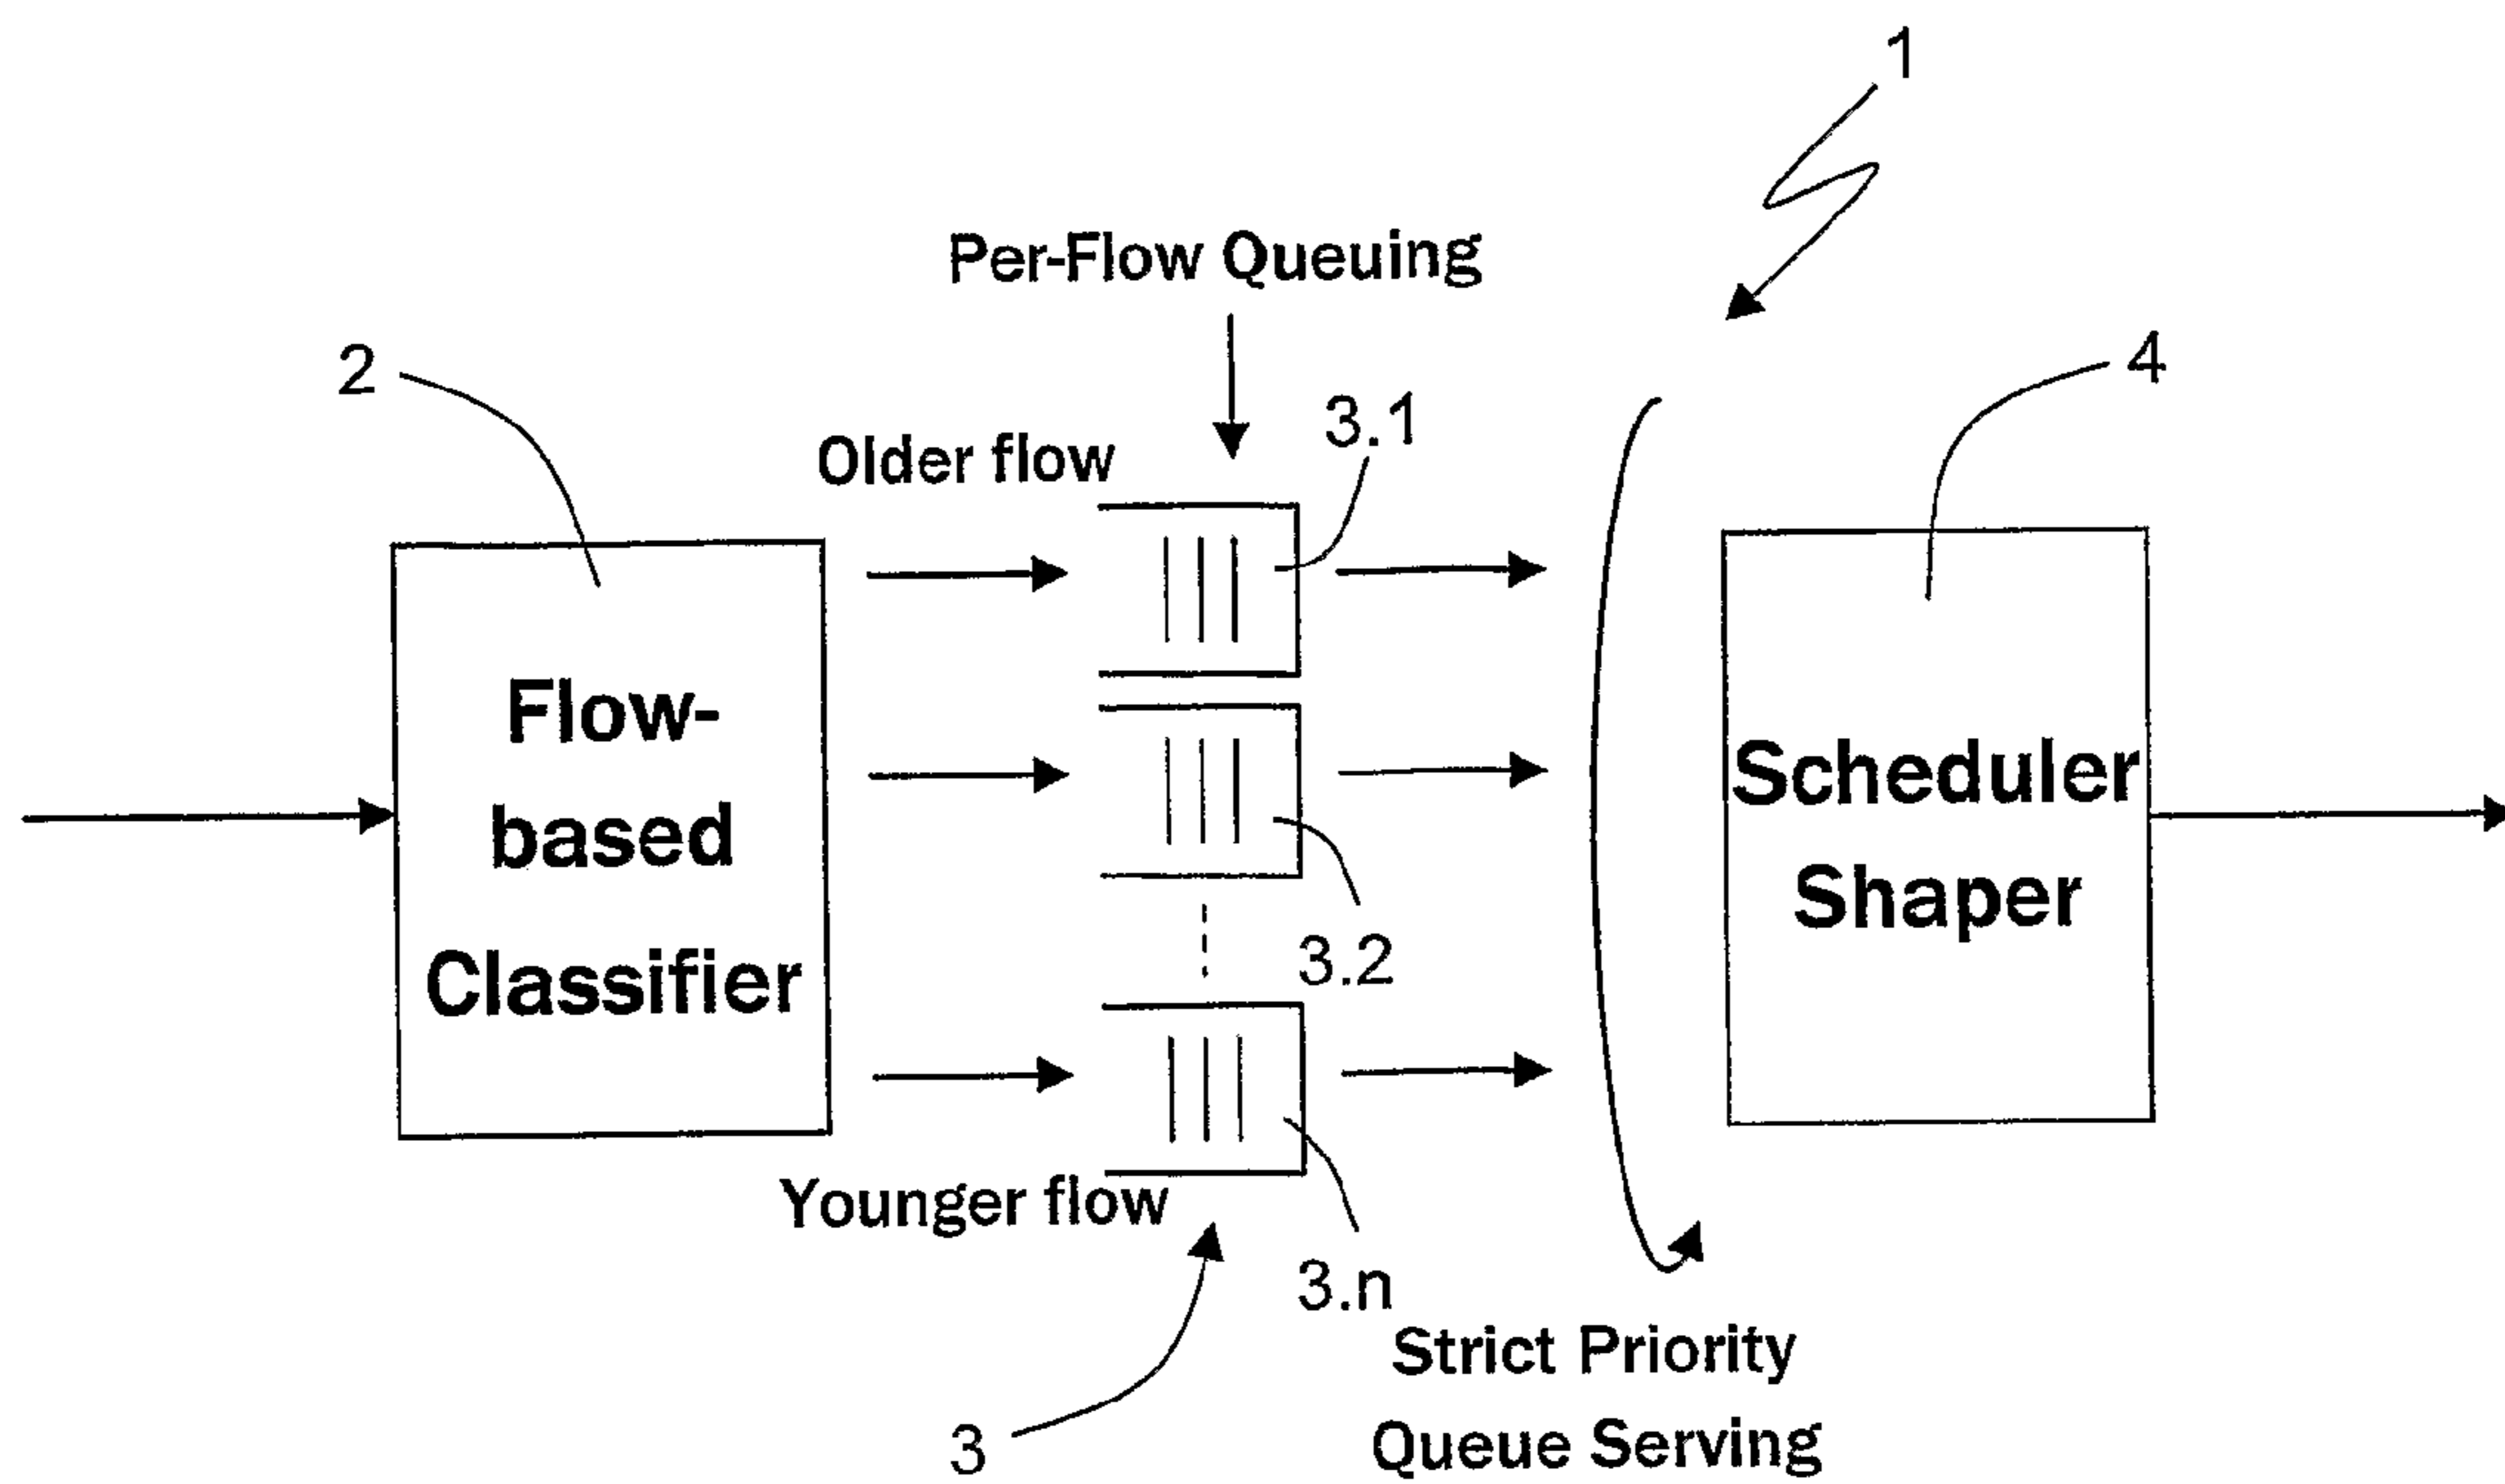 1
Per-Flow Queuing
2
4
3.1
Older flow
Flow-
based
Classifier
Scheduler
Shaper
3.2
Younger flow
3.n
Strict Priority
Queue Serving
3